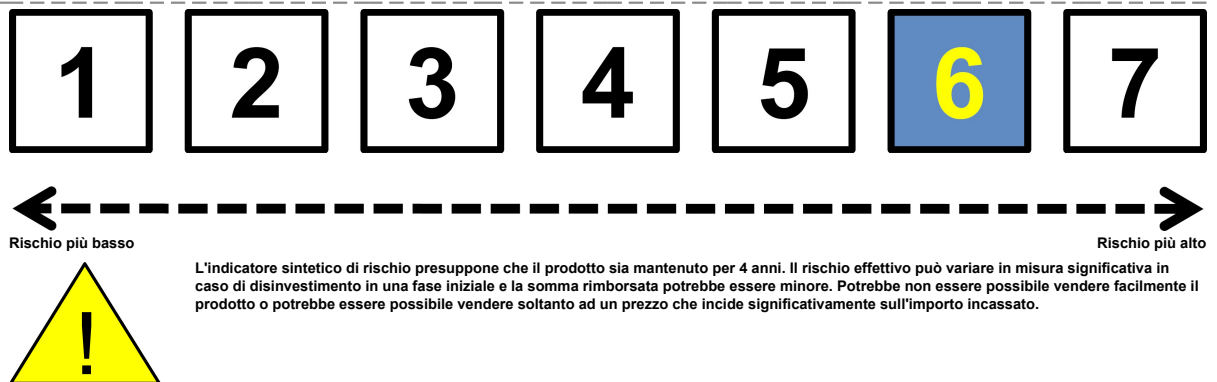 1 2 3 4 5 6 7
Rischio più basso Rischio più alto
L'indicatore sintetico di rischio presuppone che il prodotto sia mantenuto per 4 anni. Il rischio effettivo può variare in misura significativa in
caso di disinvestimento in una fase iniziale e la somma rimborsata potrebbe essere minore. Potrebbe non essere possibile vendere facilmente il
prodotto o potrebbe essere possibile vendere soltanto ad un prezzo che incide significativamente sull'importo incassato.
!